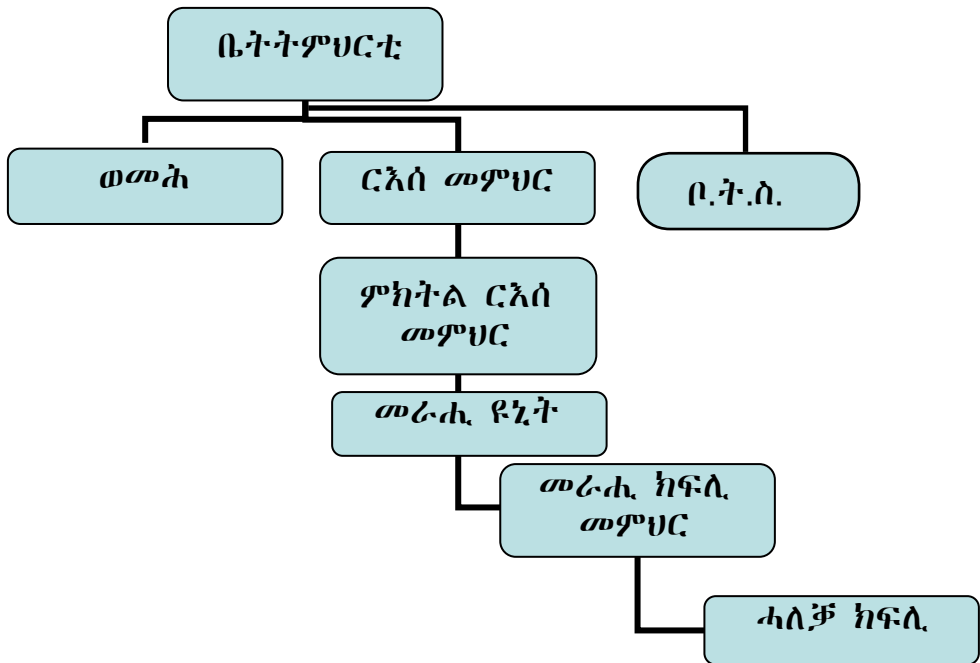 ቤትትምህርቲ
ወመሕ
ርእሰ መምህር
ቦ.ት.ስ.
ምክትል ርእሰ
መምህር
መራሒ ዩኒት
መራሒ ክፍሊ
መምህር
ሓለቓ ክፍሊ